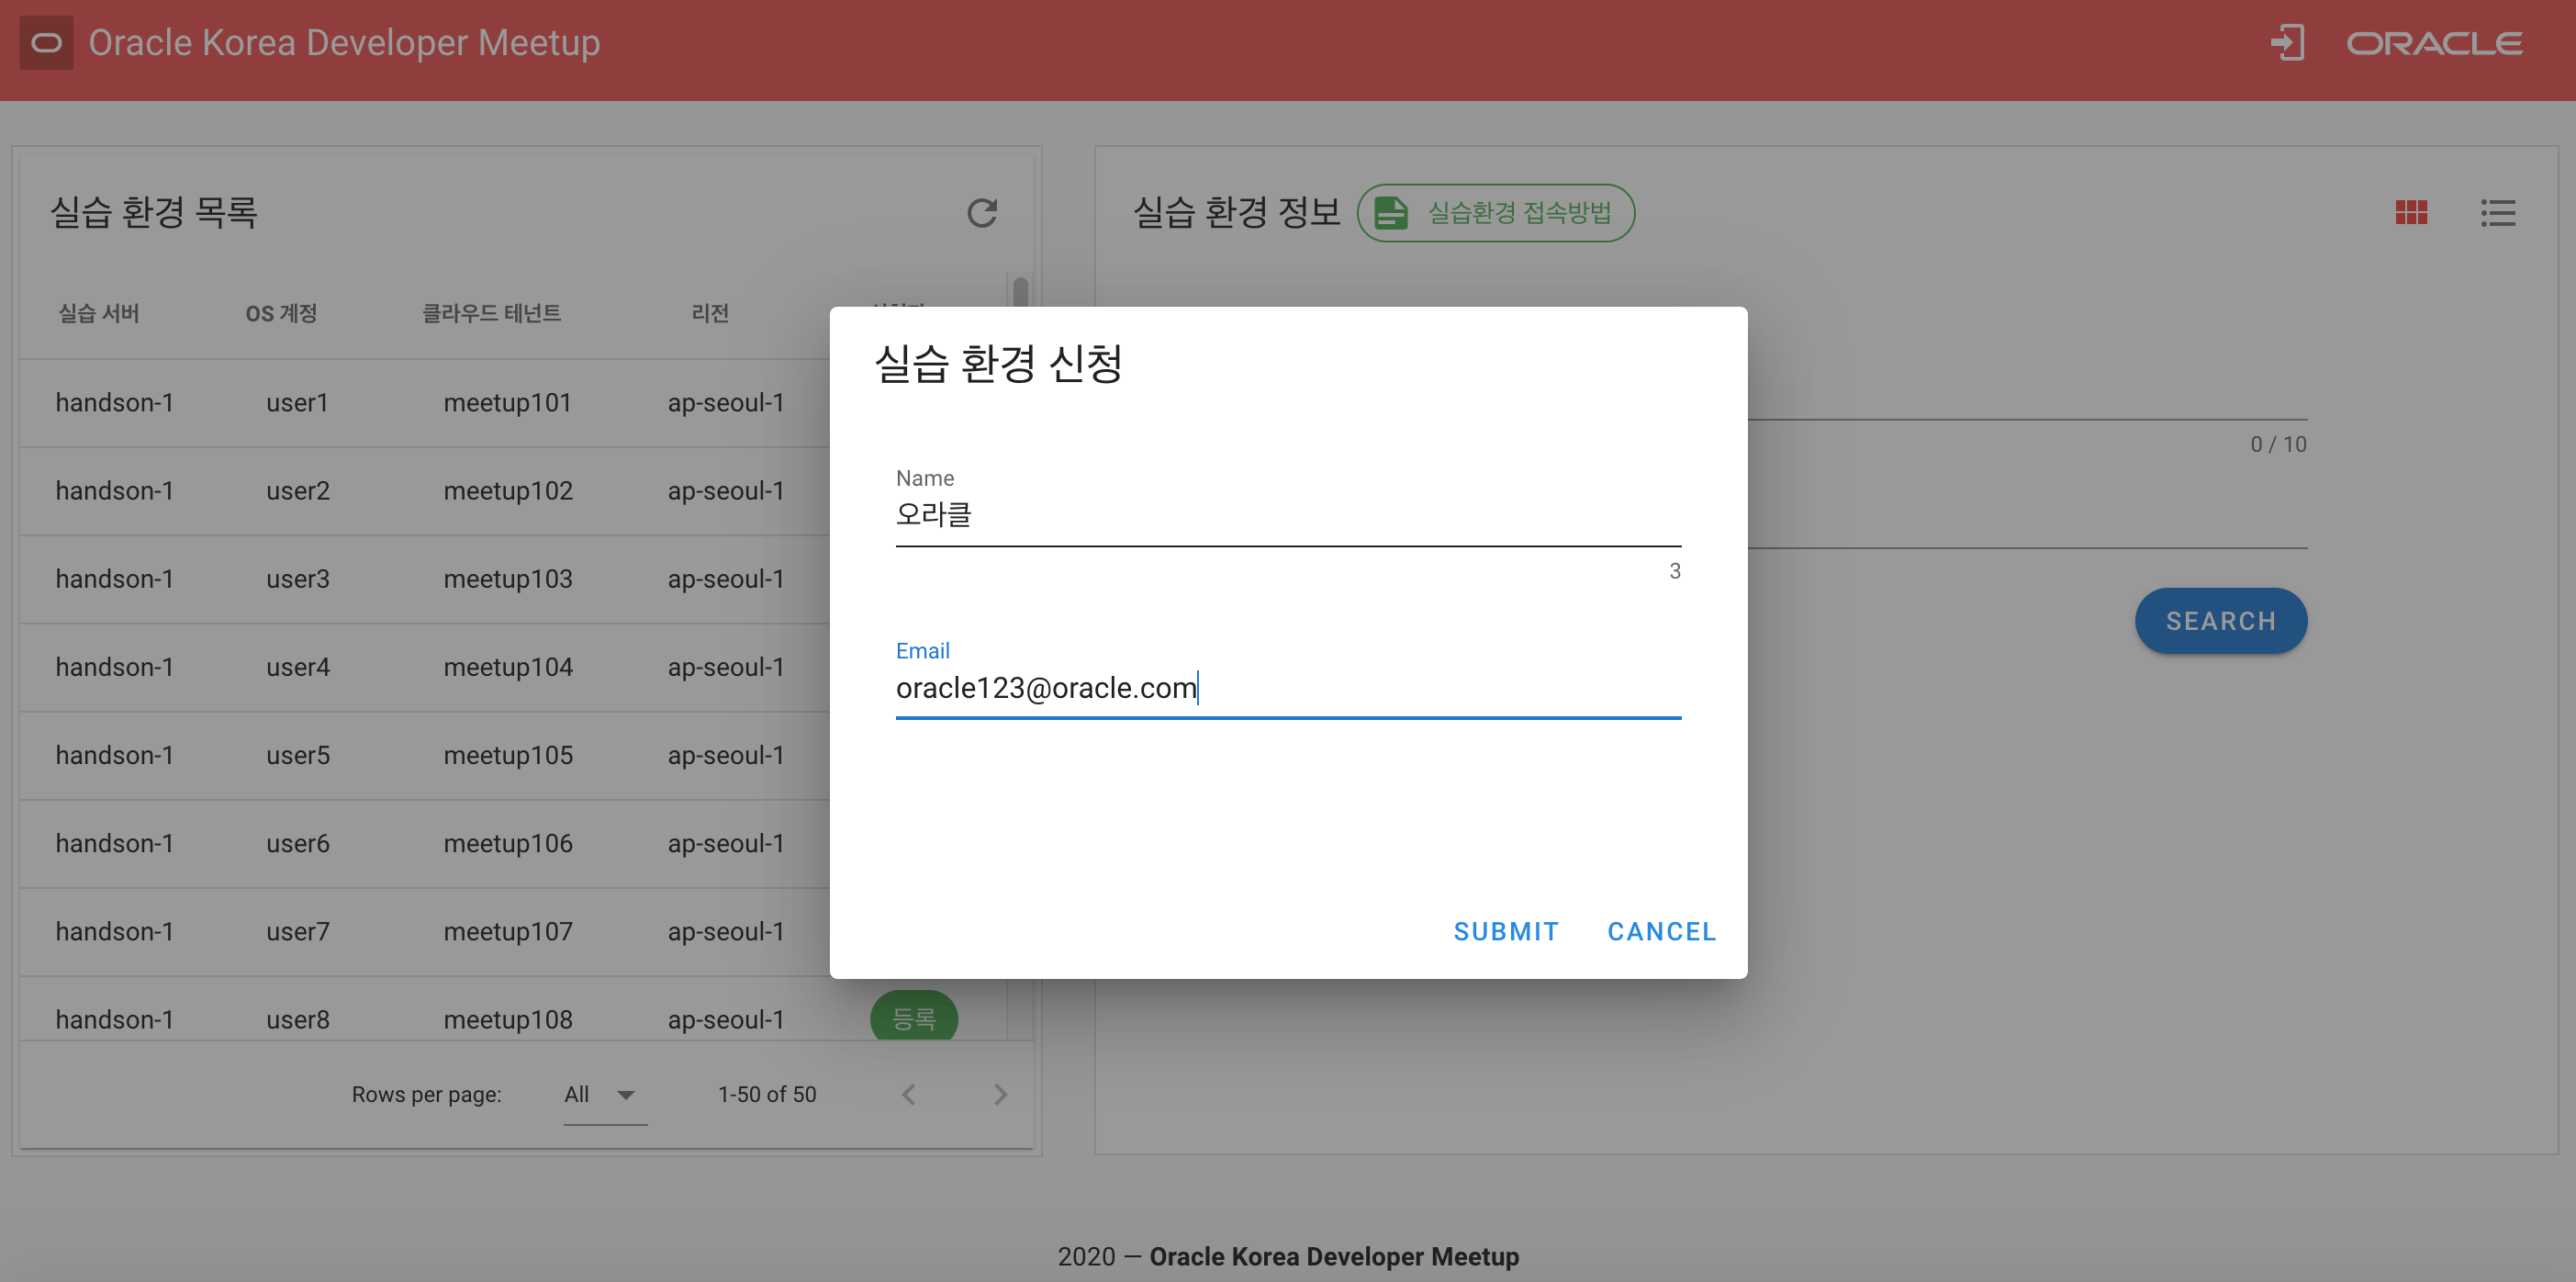 Oracle Korea Developer Meetup
ORACLE
실습 환경 목록
실습 서버 OS 계정 클라우드 테넌트 리전
handson-1 user1 meetup101 ap-seoul-1
handson-1 user2 meetup102 ap-seoul-1
handson-1 user3 meetup103 ap-seoul-1
handson-1 user4 meetup104 ap-seoul-1
handson-1 user5 meetup105 ap-seoul-1
handson-1 user6 meetup106 ap-seoul-1
handson-1 user7 meetup107 ap-seoul-1
handson-1 user8 meetup108 ap-seoul-1 등록
Rows per page: All 1-50 of 50
실습 환경 정보 실습환경 접속방법
0 / 10
SEARCH
실습 환경 신청
Name
오라클
3
Email
oracle123@oracle.com
SUBMIT CANCEL
2020 — Oracle Korea Developer Meetup